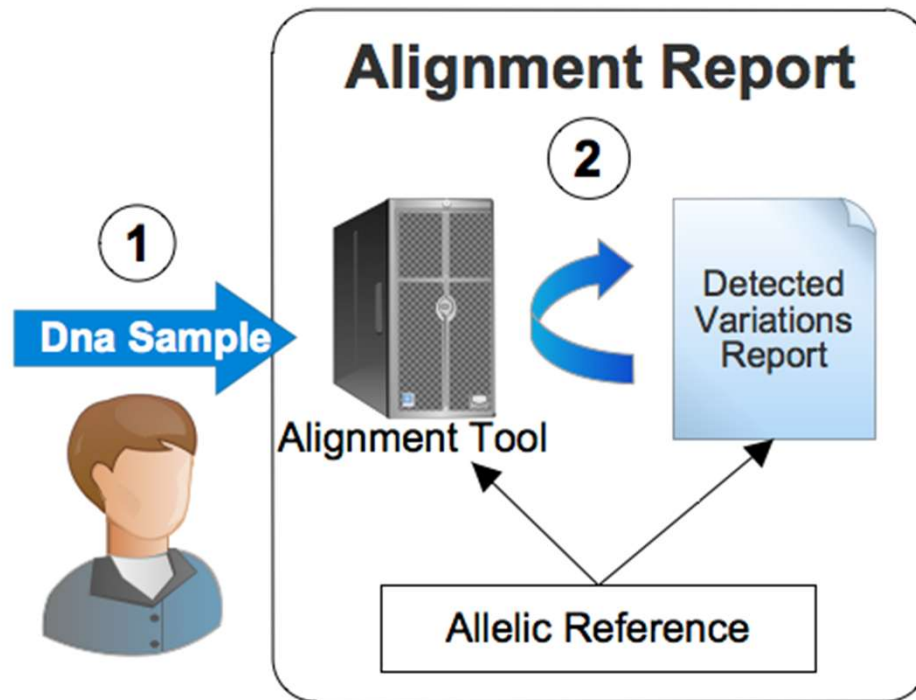 Alignment Report
2
1
Dna Sample
Detected
Variations
Report
Alignment Tool
Allelic Reference